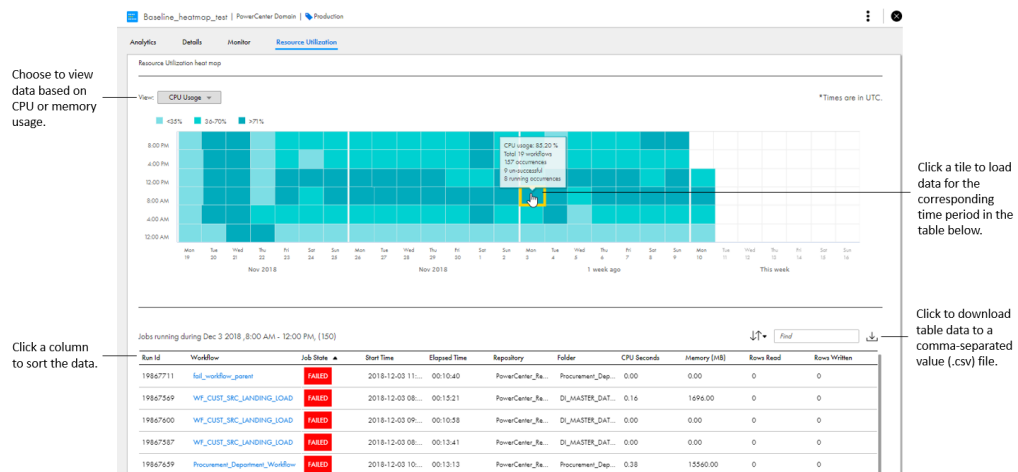 Baseline_heatmap_test | PowerCenter Domain | Production
Analytics Details Monitor Resource Utilization
Resource Utilization heat map
Choose to view
data based on
CPU or memory
usage.
View: CPU Usage
*Times are in UTC.
<35% 36-70% >71%
CPU usage: 85.20 %
Total 19 workflows
157 occurrences
9 un-successful
8 running occurrences
8:00 PM
4:00 PM
12:00 PM
8:00 AM
4:00 AM
12:00 AM
Click a tile to load
data for the
corresponding
time period in the
table below.
Mon Tue Wed Thu Fri Sat Sun Mon Tue Wed Thu Fri Sat Sun Mon Tue Wed Thu Fri Sat Sun Mon Tue Wed Thu Fri Sat Sun
19 20 21 22 23 24 25 26 27 28 29 30 1 2 3 4 5 6 7 8 9 10 11 12 13 14 15 16
Nov 2018 Nov 2018 1 week ago This week
Click to download
table data to a
comma-separated
value (.csv) file.
Jobs running during Dec 3 2018 ,8:00 AM - 12:00 PM, (150)
Find
Click a column
to sort the data.
Run Id Workflow Job State Start Time Elapsed Time Repository Folder CPU Seconds Memory (MB) Rows Read Rows Written
19867711 fail_workflow_parent FAILED 2018-12-03 11:... 00:10:40 PowerCenter_Re... Procurement_Dep... 0.00 0.00 0 0
19867569 WF_CUST_SRC_LANDING_LOAD FAILED 2018-12-03 08:... 00:15:21 PowerCenter_Re... DI_MASTER_DAT... 0.16 1696.00 0 0
19867600 WF_CUST_SRC_LANDING_LOAD FAILED 2018-12-03 09:... 00:10:58 PowerCenter_Re... DI_MASTER_DAT... 0.00 0.00 0 0
19867587 WF_CUST_SRC_LANDING_LOAD FAILED 2018-12-03 08:... 00:13:41 PowerCenter_Re... DI_MASTER_DAT... 0.00 0.00 0 0
19867659 Procurement_Department_Workflow FAILED 2018-12-03 10:... 00:13:13 PowerCenter_Re... Procurement_Dep... 0.38 15560.00 0 0